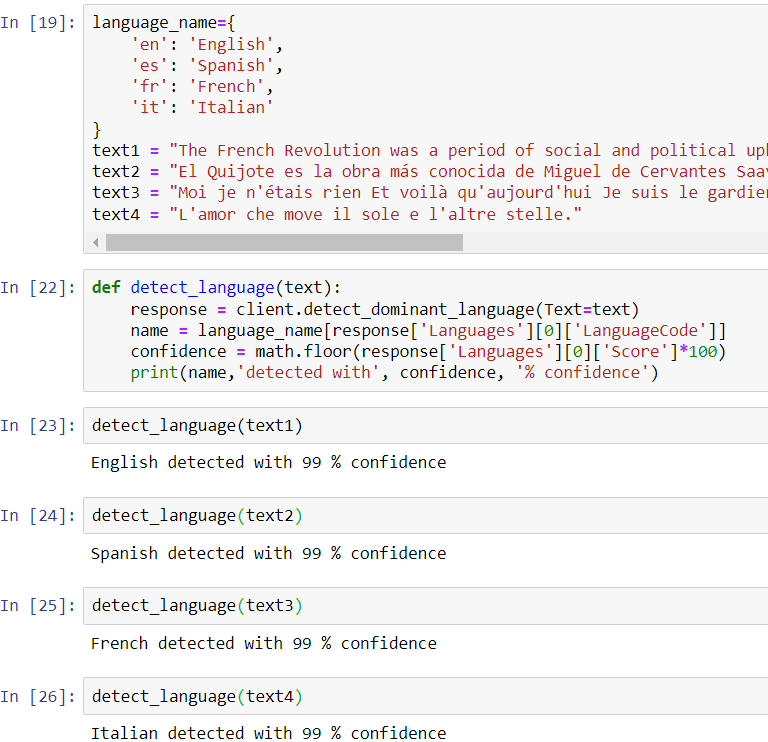 In [19]: language_name={
    'en': 'English',
    'es': 'Spanish',
    'fr': 'French',
    'it': 'Italian'
}
text1 = "The French Revolution was a period of social and political
text2 = "El Quijote es la obra más conocida de Miguel de Cervantes
text3 = "Moi je n'étais rien Et voilà qu'aujourd'hui Je suis le
text4 = "L'amor che move il sole e l'altre stelle."
In [22]: def detect_language(text):
    response = client.detect_dominant_language(Text=text)
    name = language_name[response['Languages'][0]['LanguageCode']]
    confidence = math.floor(response['Languages'][0]['Score']*100)
    print(name,'detected with', confidence, '% confidence')
In [23]: detect_language(text1)
English detected with 99 % confidence
In [24]: detect_language(text2)
Spanish detected with 99 % confidence
In [25]: detect_language(text3)
French detected with 99 % confidence
In [26]: detect_language(text4)
Italian detected with 99 % confidence